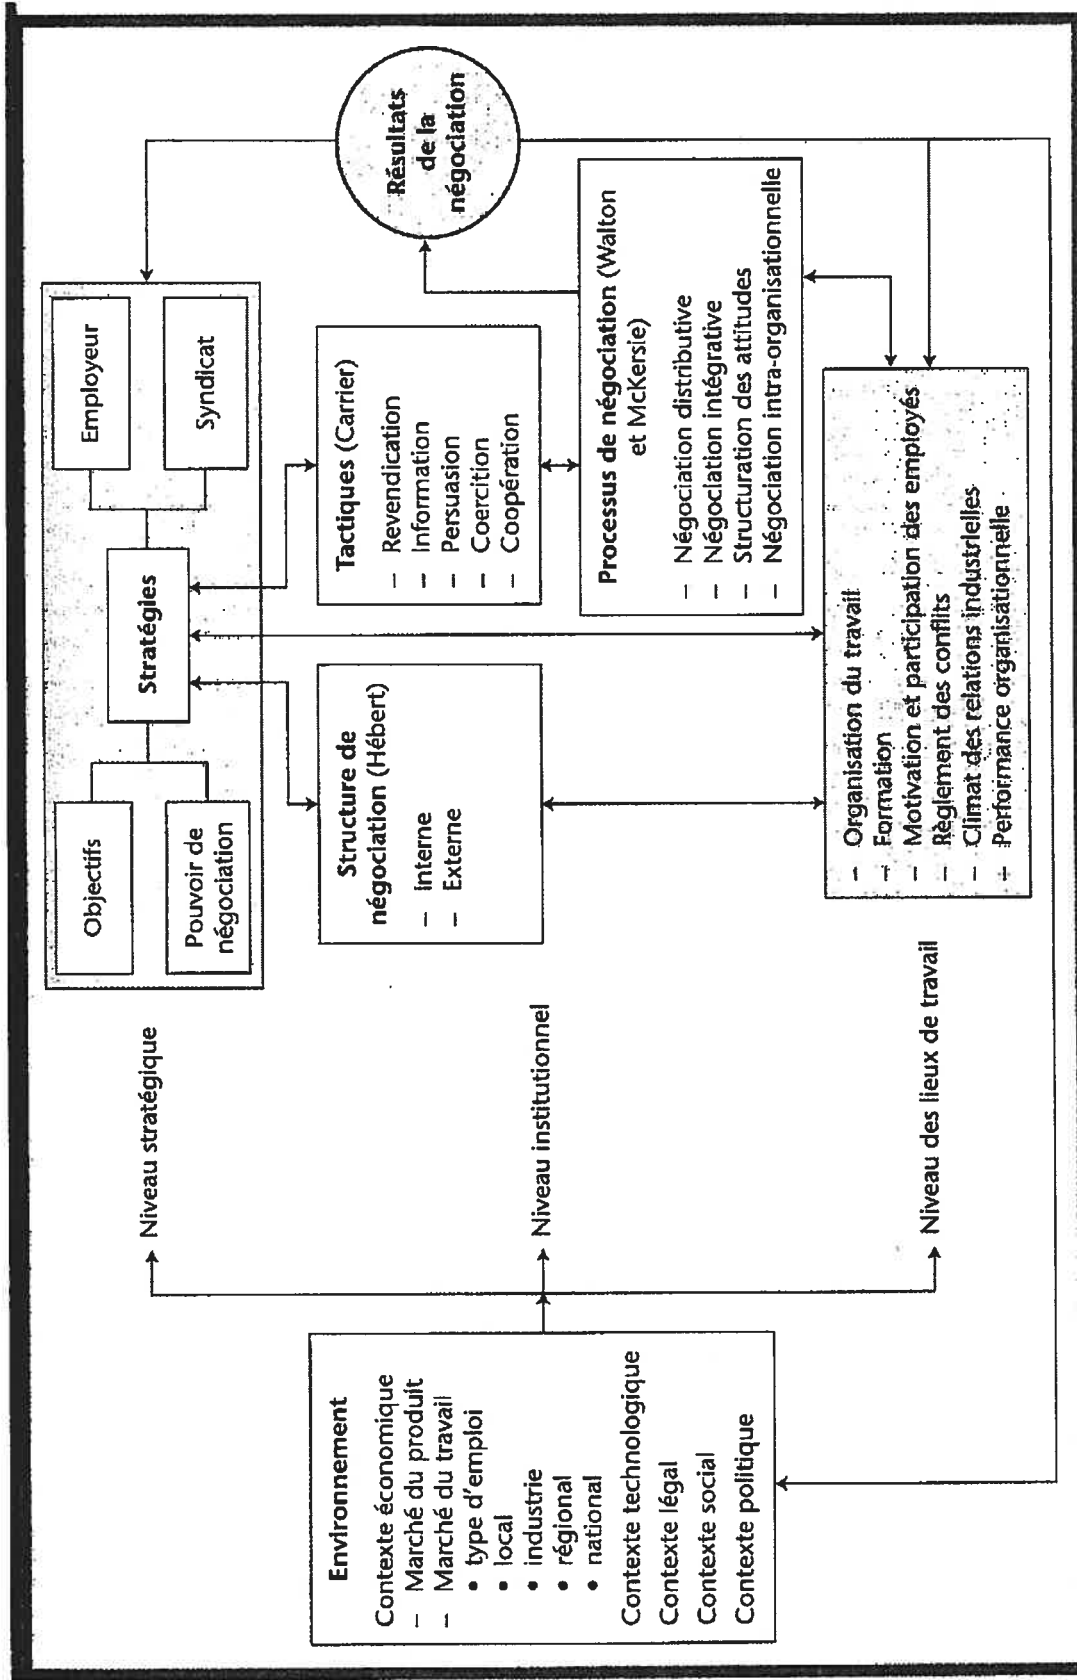 Environnement
Contexte économique
– Marché du produit
– Marché du travail
• type d'emploi
• local
• industrie
• régional
• national
Contexte technologique
Contexte légal
Contexte social
Contexte politique
Niveau stratégique
Niveau institutionnel
Niveau des lieux de travail
Objectifs
Pouvoir de
négociation
Stratégies
Employeur
Syndicat
Structure de
négociation (Hébert)
– Interne
– Externe
Tactiques (Carrier)
– Revendication
– Information
– Persuasion
– Coercition
– Coopération
Processus de négociation (Walton
et McKersie)
– Négociation distributive
– Négociation intégrative
– Structuration des attitudes
– Négociation intra-organisationnelle
– Organisation du travail
– Formation
– Motivation et participation des employés
– Règlement des conflits
– Climat des relations industrielles
– Performance organisationnelle
Résultats
de la
négociation